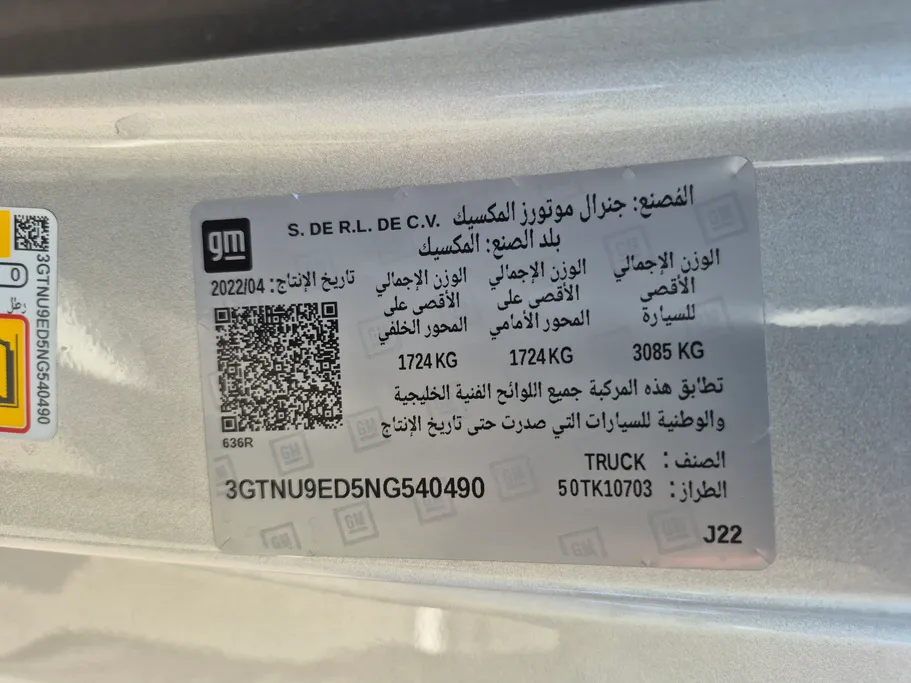 المُصنع: جنرال موتورز المكسيك S. DE R.L. DE C.V.
بلد الصنع: المكسيك
gm
تاريخ الإنتاج: 2022/04
الوزن الإجمالي الأقصى للسيارة
3085 KG
الوزن الإجمالي الأقصى على المحور الأمامي
1724 KG
الوزن الإجمالي الأقصى على المحور الخلفي
1724 KG
تطابق هذه المركبة جميع اللوائح الفنية الخليجية
والوطنية للسيارات التي صدرت حتى تاريخ الإنتاج
636R
الصنف: TRUCK
الطراز: 50TK10703
3GTNU9ED5NG540490
J22
3GTNU9ED5NG540490
0